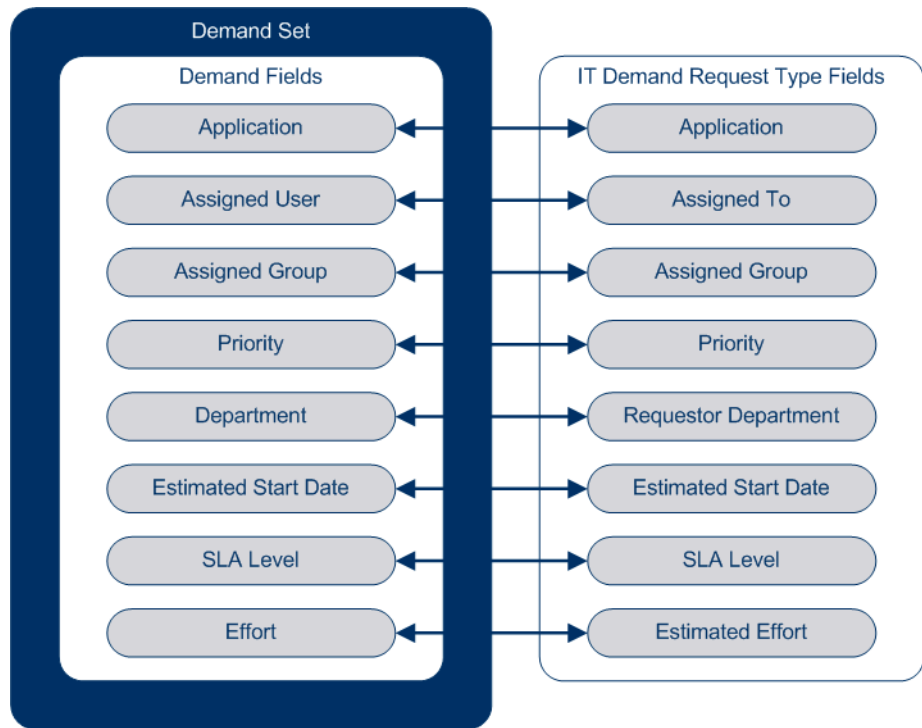 Demand Set
Demand Fields
IT Demand Request Type Fields
Application
Application
Assigned User
Assigned To
Assigned Group
Assigned Group
Priority
Priority
Department
Requestor Department
Estimated Start Date
Estimated Start Date
SLA Level
SLA Level
Effort
Estimated Effort